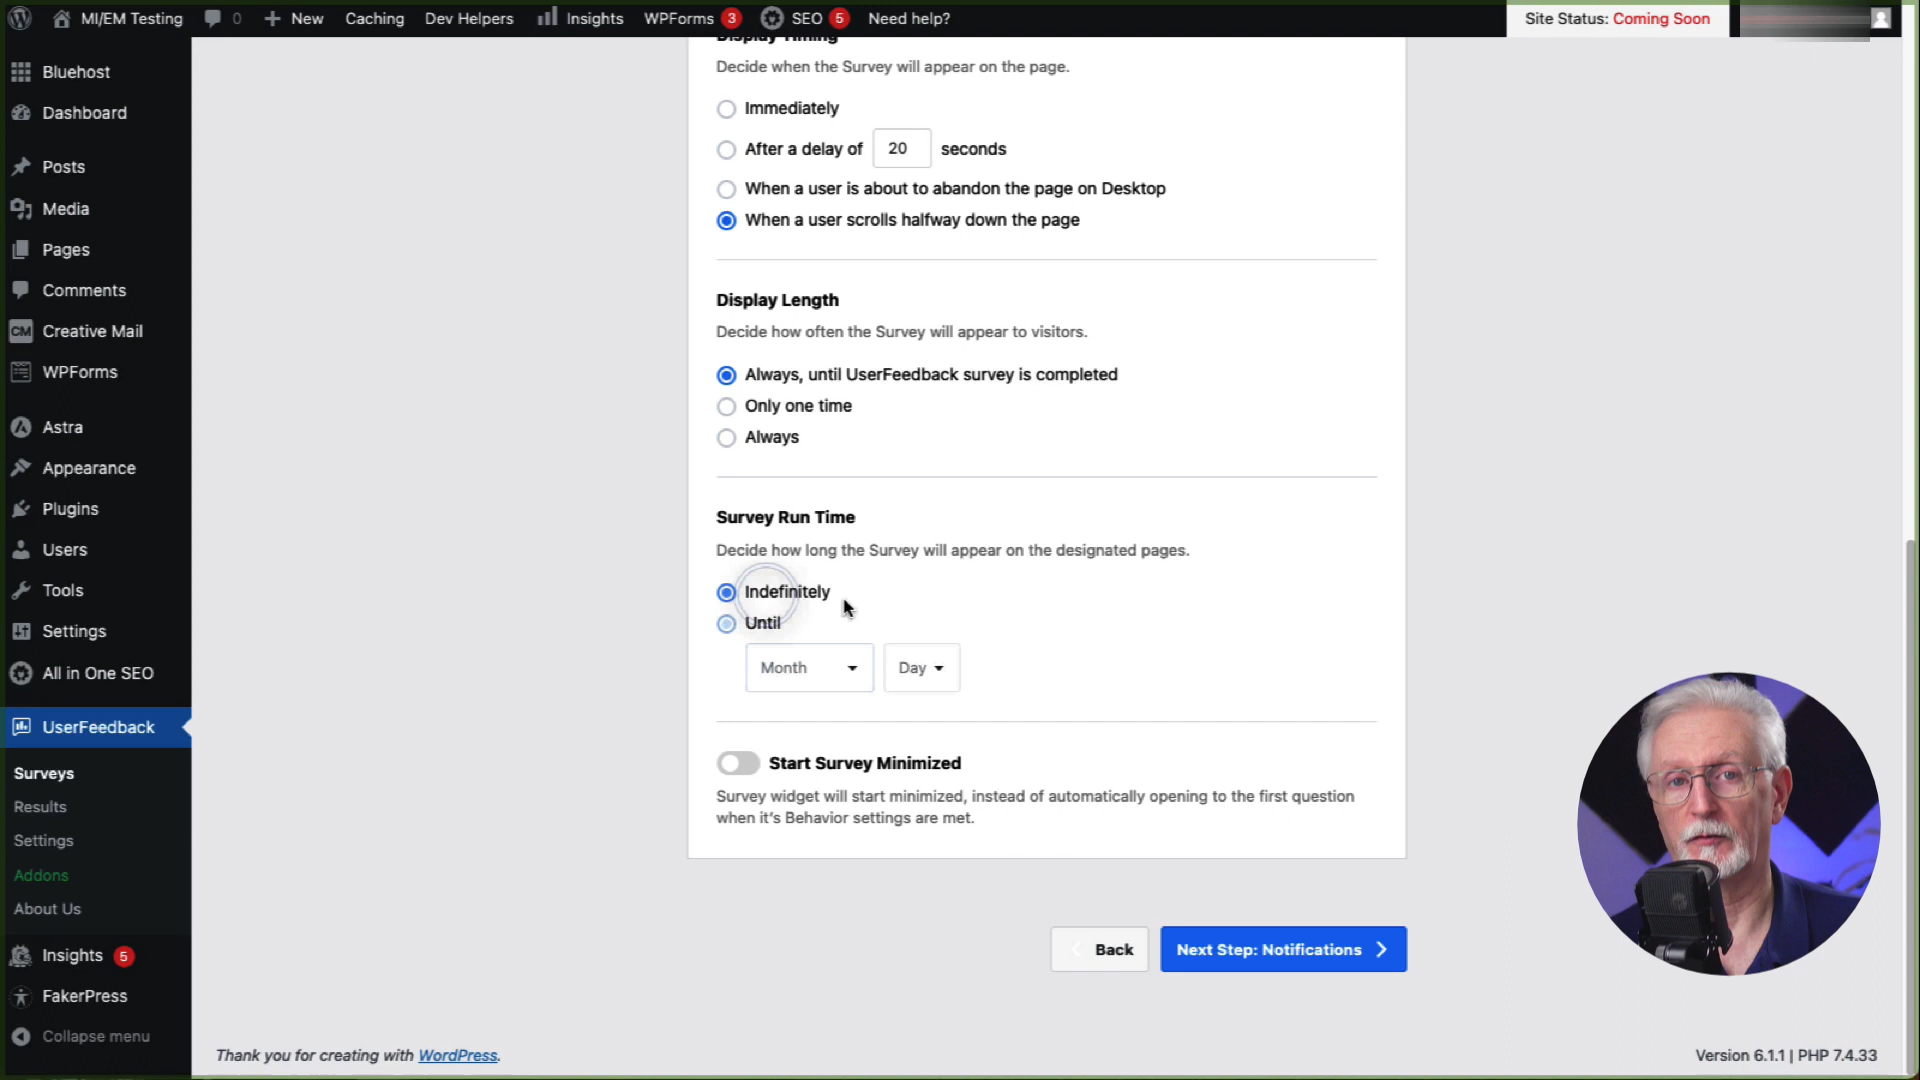 MI/EM Testing 0 New Caching Dev Helpers Insights WPForms 3 SEO 5 Need help? Site Status: Coming Soon
Bluehost
Dashboard
Posts
Media
Pages
Comments
CM Creative Mail
WPForms
Astra
Appearance
Plugins
Users
Tools
Settings
All in One SEO
UserFeedback
Surveys
Results
Settings
Addons
About Us
Insights 5
FakerPress
Collapse menu
Display Timing
Decide when the Survey will appear on the page.
Immediately
After a delay of 20 seconds
When a user is about to abandon the page on Desktop
When a user scrolls halfway down the page
Display Length
Decide how often the Survey will appear to visitors.
Always, until UserFeedback survey is completed
Only one time
Always
Survey Run Time
Decide how long the Survey will appear on the designated pages.
Indefinitely
Until
Month Day
Start Survey Minimized
Survey widget will start minimized, instead of automatically opening to the first question
when it's Behavior settings are met.
Back Next Step: Notifications
Thank you for creating with WordPress. Version 6.1.1 | PHP 7.4.33